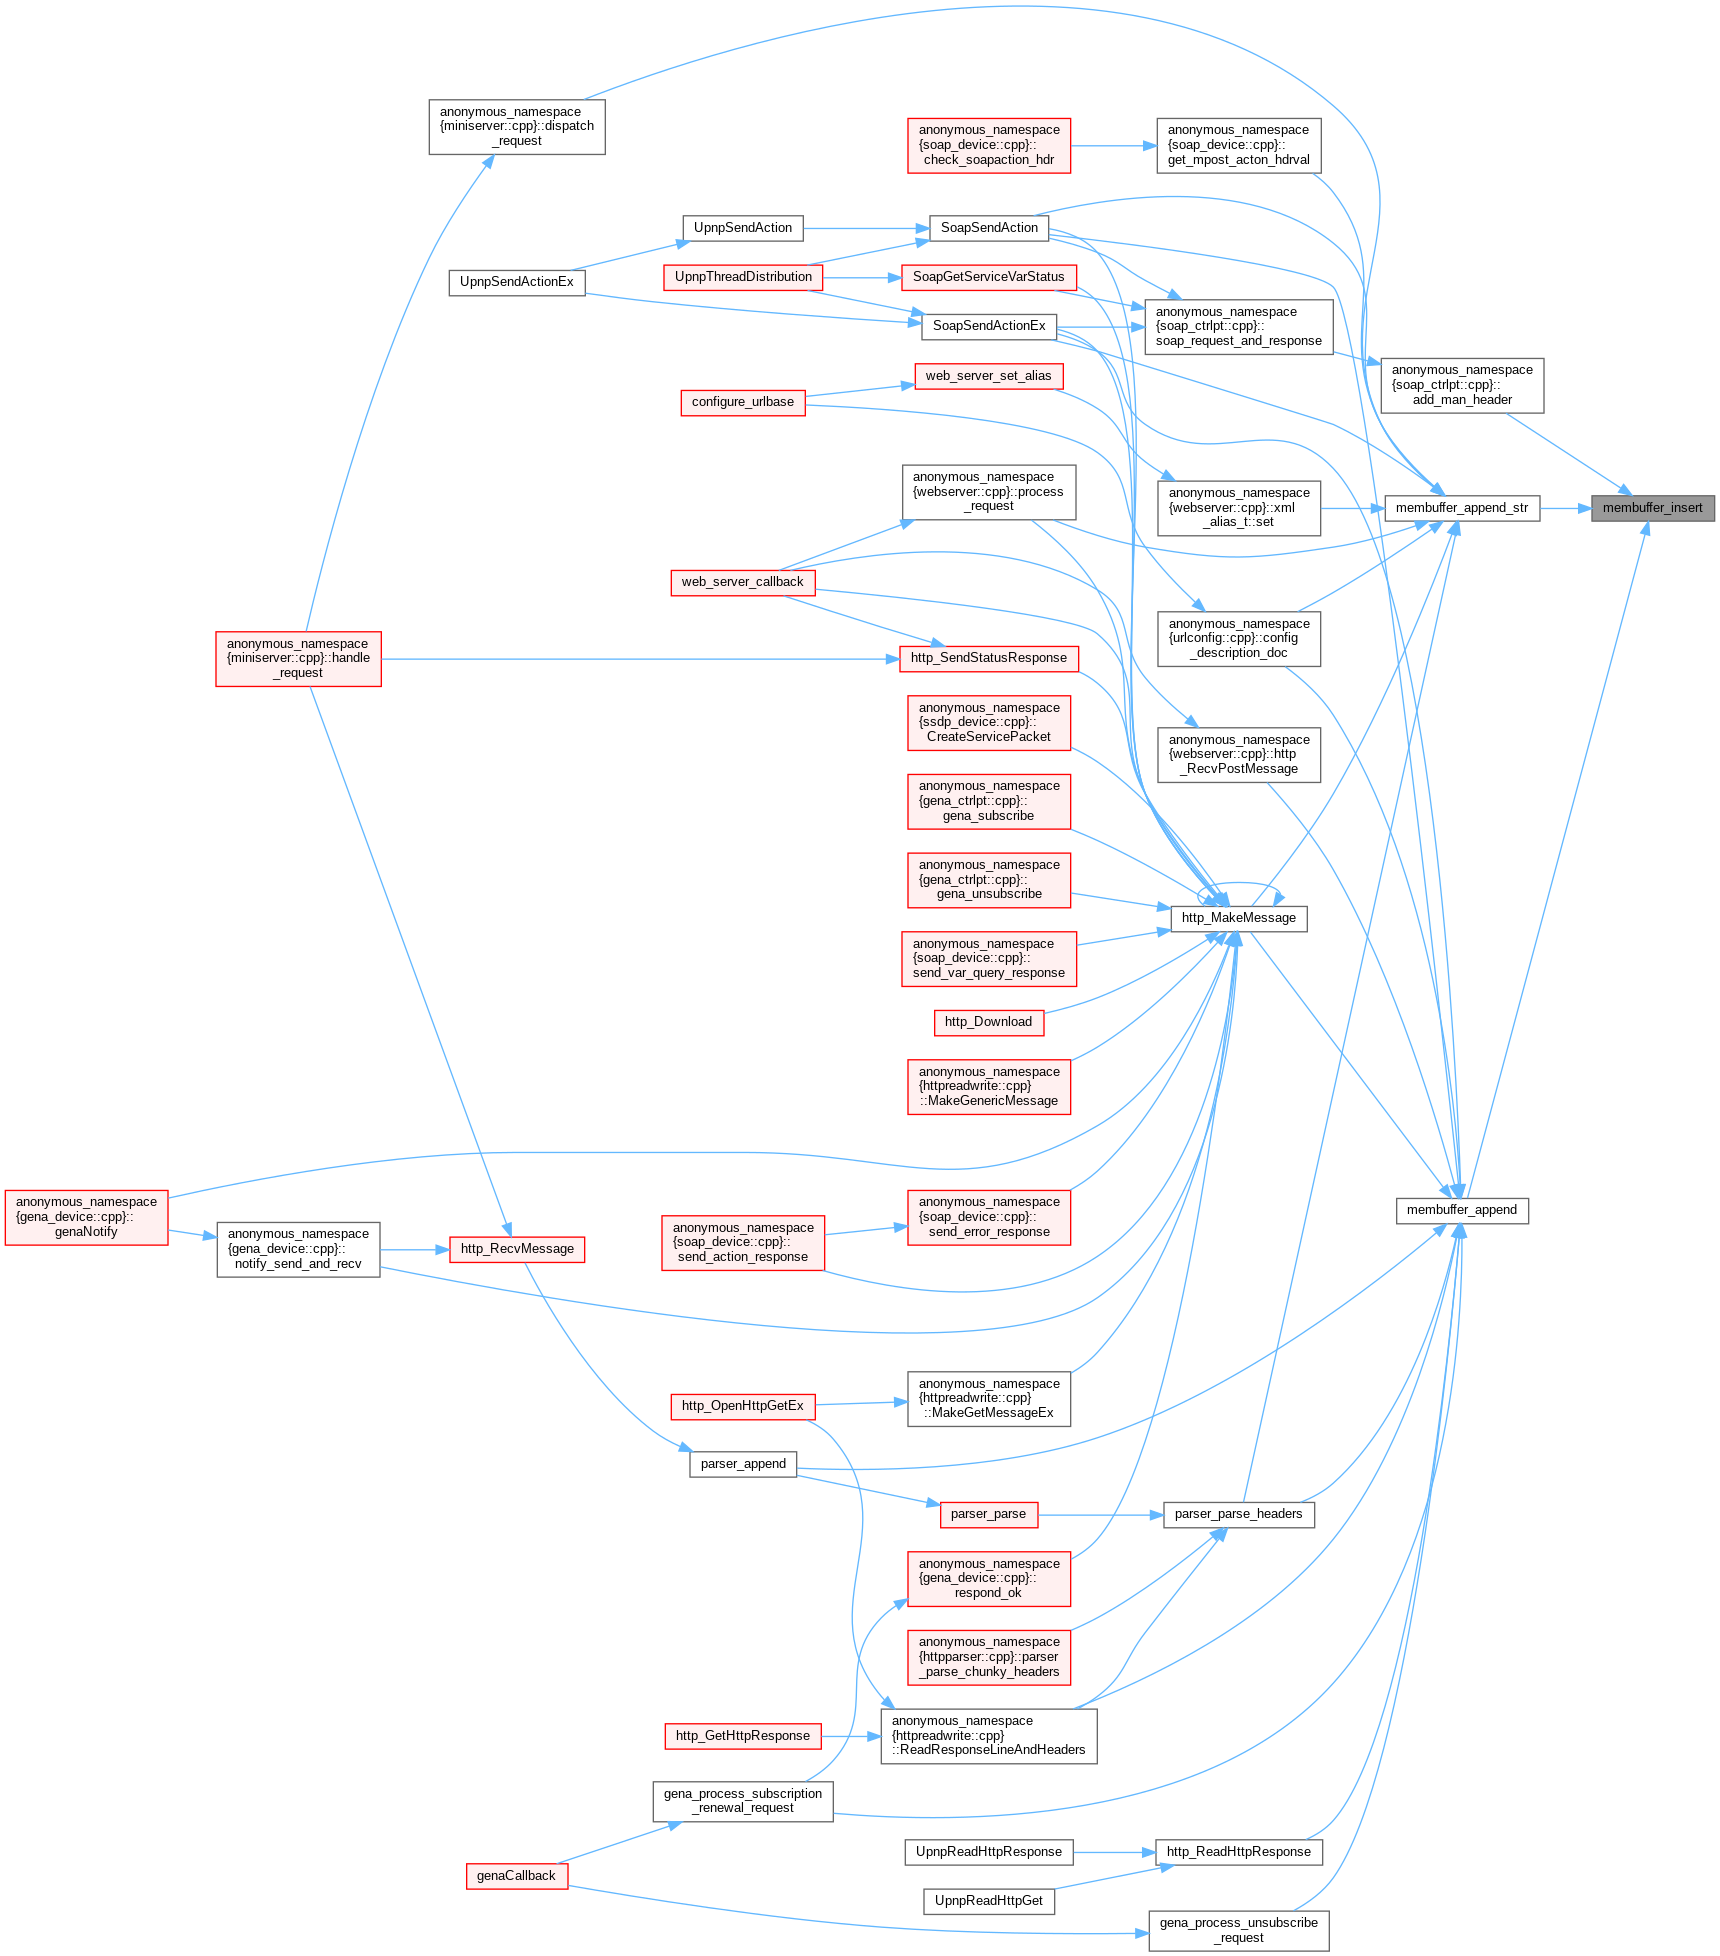 anonymous_namespace
{miniserver::cpp}::dispatch
_request
anonymous_namespace
{soap_device::cpp}::
check_soapaction_hdr
anonymous_namespace
{soap_device::cpp}::
get_mpost_acton_hdrval
UpnpSendAction
SoapSendAction
UpnpSendActionEx
UpnpThreadDistribution
SoapGetServiceVarStatus
SoapSendActionEx
anonymous_namespace
{soap_ctrlpt::cpp}::
soap_request_and_response
anonymous_namespace
{soap_ctrlpt::cpp}::
add_man_header
web_server_set_alias
configure_urlbase
anonymous_namespace
{webserver::cpp}::process
_request
anonymous_namespace
{webserver::cpp}::xml
_alias_t::set
membuffer_append_str
membuffer_insert
web_server_callback
anonymous_namespace
{urlconfig::cpp}::config
_description_doc
anonymous_namespace
{miniserver::cpp}::handle
_request
http_SendStatusResponse
anonymous_namespace
{ssdp_device::cpp}::
CreateServicePacket
anonymous_namespace
{webserver::cpp}::http
_RecvPostMessage
anonymous_namespace
{gena_ctrlpt::cpp}::
gena_subscribe
anonymous_namespace
{gena_ctrlpt::cpp}::
gena_unsubscribe
http_MakeMessage
anonymous_namespace
{soap_device::cpp}::
send_var_query_response
http_Download
anonymous_namespace
{httpreadwrite::cpp}
::MakeGenericMessage
anonymous_namespace
{gena_device::cpp}::
genaNotify
anonymous_namespace
{gena_device::cpp}::
notify_send_and_recv
http_RecvMessage
anonymous_namespace
{soap_device::cpp}::
send_action_response
anonymous_namespace
{soap_device::cpp}::
send_error_response
membuffer_append
http_OpenHttpGetEx
anonymous_namespace
{httpreadwrite::cpp}
::MakeGetMessageEx
parser_append
parser_parse
parser_parse_headers
anonymous_namespace
{gena_device::cpp}::
respond_ok
anonymous_namespace
{httpparser::cpp}::parser
_parse_chunky_headers
http_GetHttpResponse
anonymous_namespace
{httpreadwrite::cpp}
::ReadResponseLineAndHeaders
gena_process_subscription
_renewal_request
UpnpReadHttpResponse
http_ReadHttpResponse
genaCallback
UpnpReadHttpGet
gena_process_unsubscribe
_request